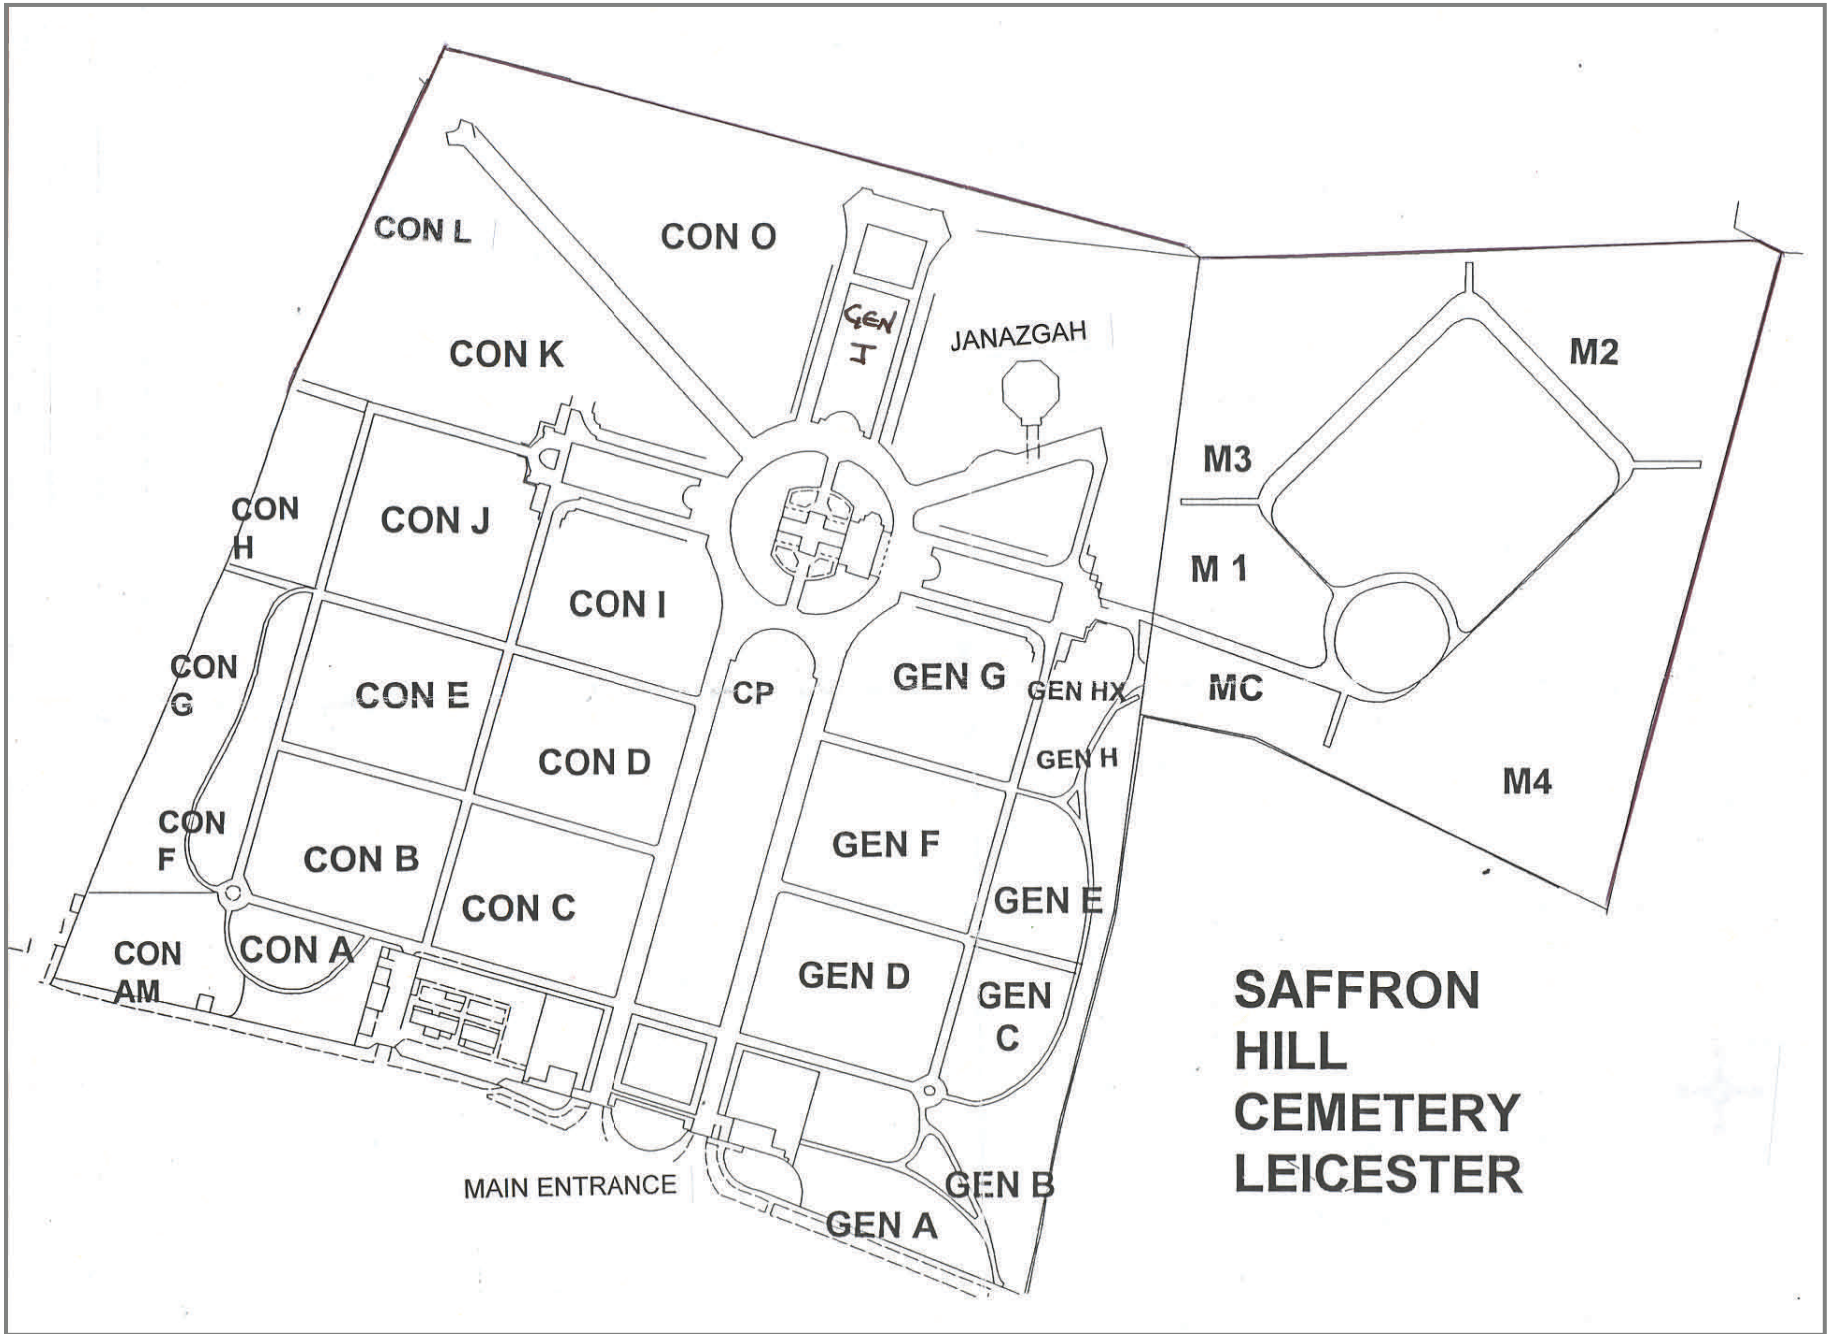 CON L
CON O
GEN
I
JANAZGAH
CON K
M2
M3
CON
H
CON J
M 1
CON I
CON
G
CON E
CP
GEN G
GEN HX
MC
CON D
GEN H
M4
CON
F
CON B
GEN F
CON C
GEN E
CON
AM
CON A
GEN D
GEN
C
SAFFRON
HILL
CEMETERY
LEICESTER
MAIN ENTRANCE
GEN B
GEN A